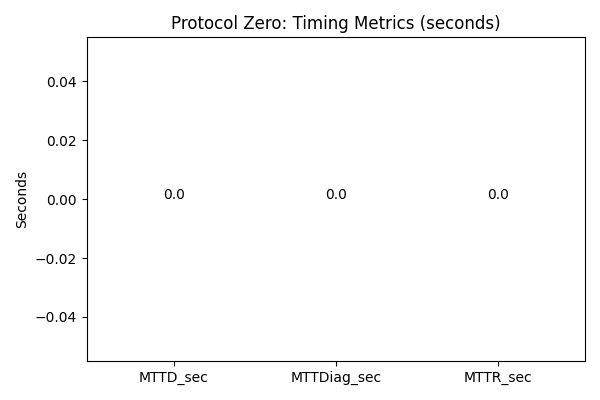 Protocol Zero: Timing Metrics (seconds)
0.04
0.02
0.00
−0.02
−0.04
Seconds
0.0 0.0 0.0
MTTD_sec MTTDiag_sec MTTR_sec